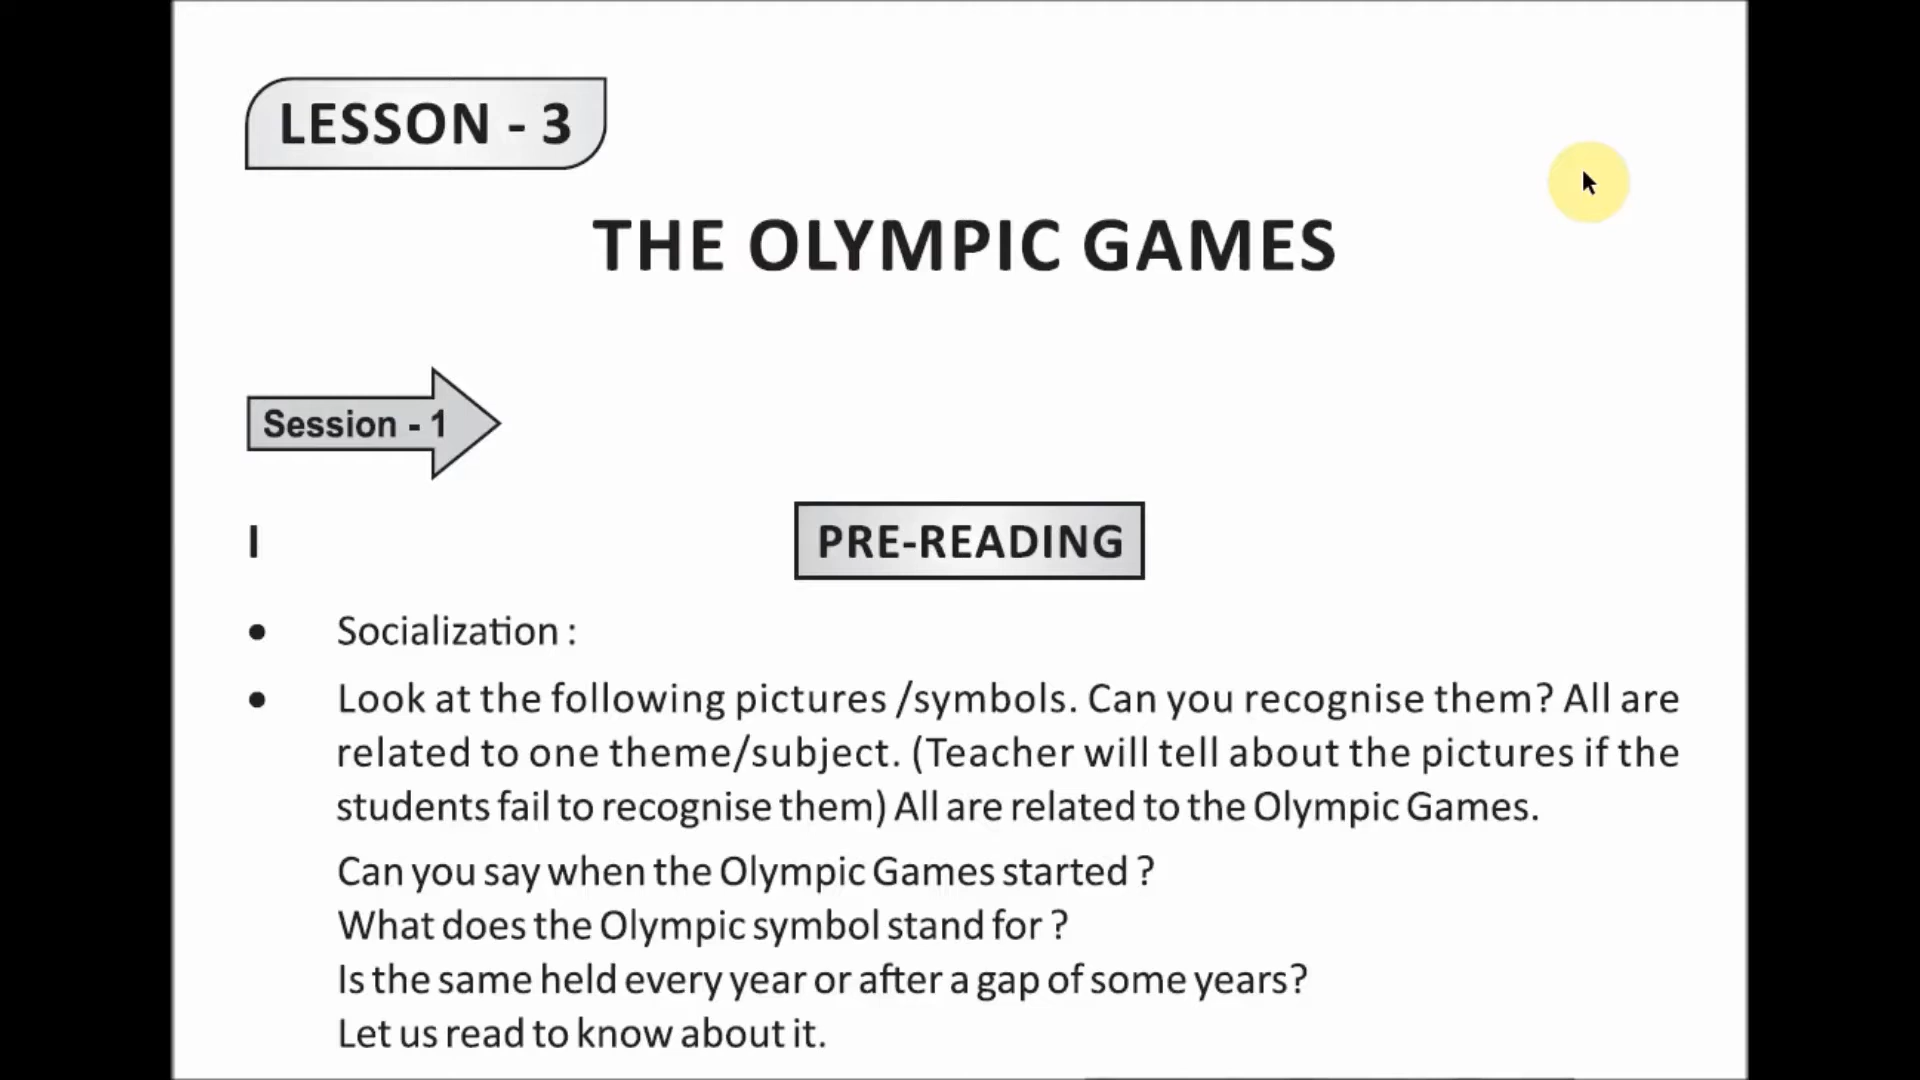 LESSON - 3
THE OLYMPIC GAMES
Session - 1
I
PRE-READING
• Socialization :
• Look at the following pictures /symbols. Can you recognise them? All are
related to one theme/subject. (Teacher will tell about the pictures if the
students fail to recognise them) All are related to the Olympic Games.
Can you say when the Olympic Games started ?
What does the Olympic symbol stand for ?
Is the same held every year or after a gap of some years?
Let us read to know about it.